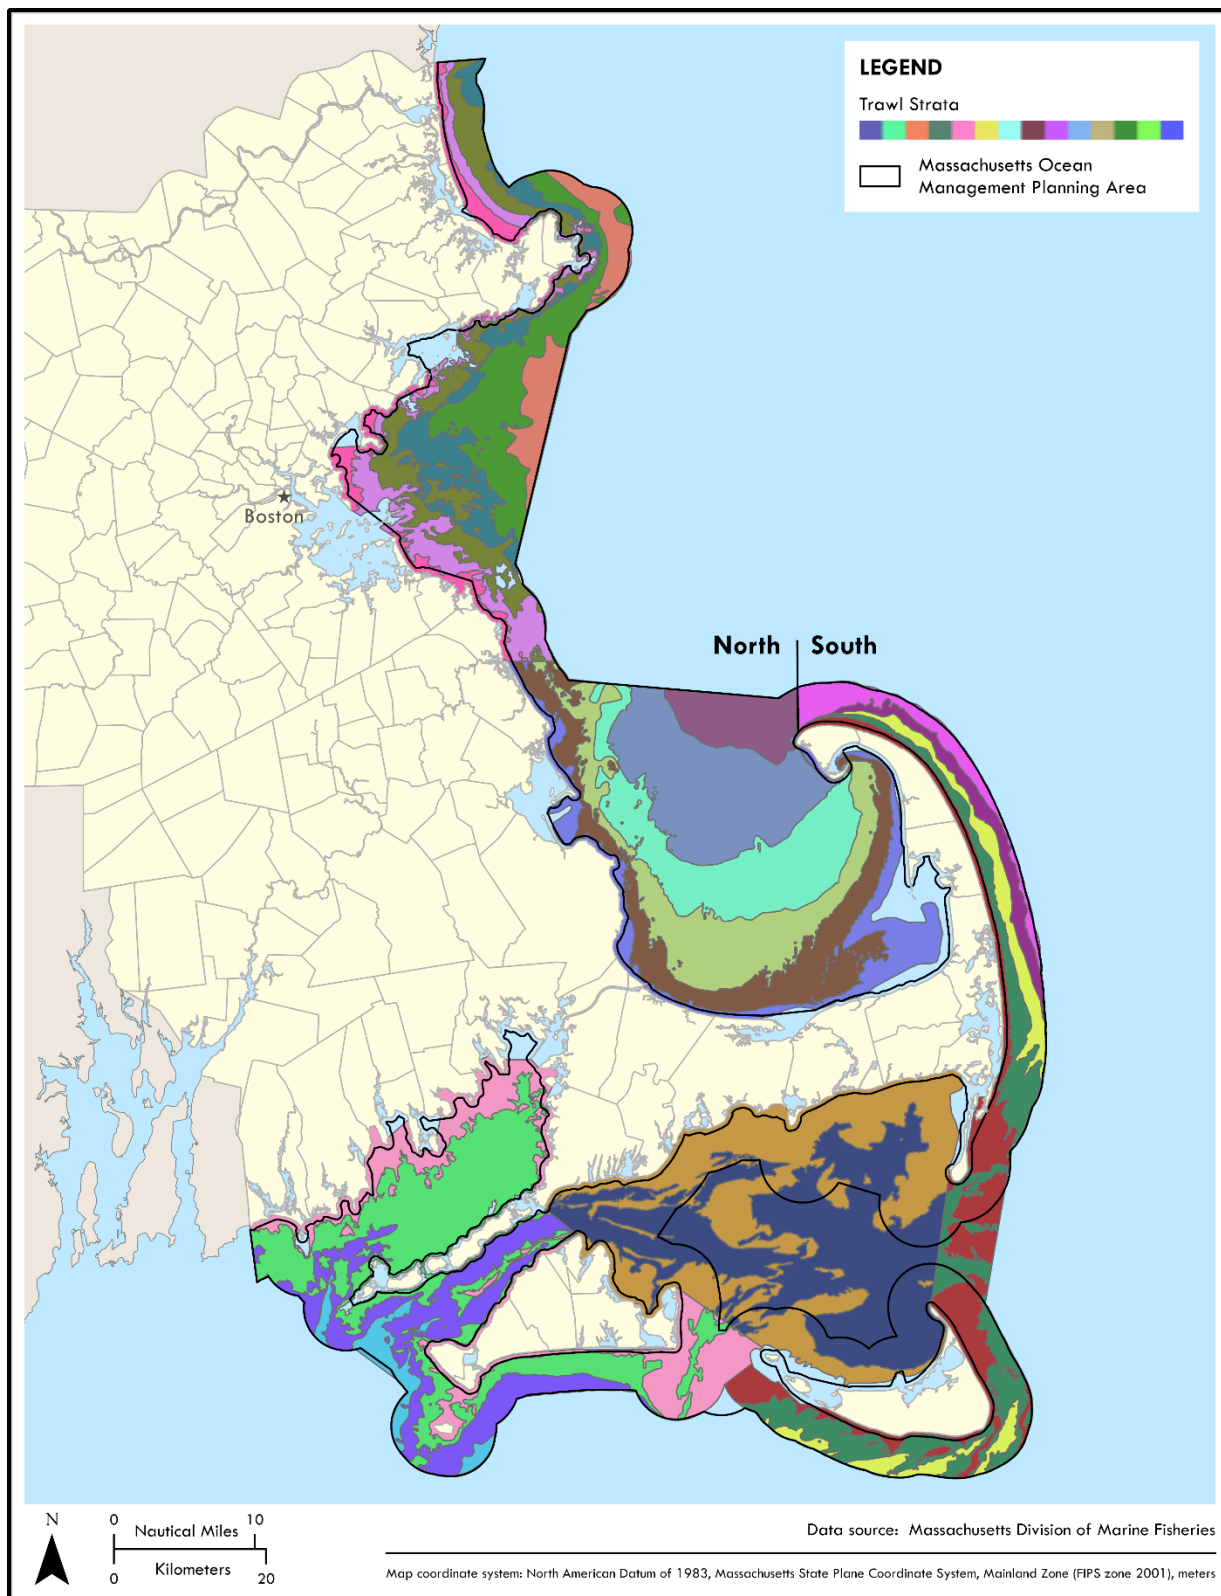 LEGEND
Trawl Strata
Massachusetts Ocean
Management Planning Area
Boston
North South
N
0 10
Nautical Miles
Kilometers
0 20
Data source: Massachusetts Division of Marine Fisheries
Map coordinate system: North American Datum of 1983, Massachusetts State Plane Coordinate System, Mainland Zone (FIPS zone 2001), meters